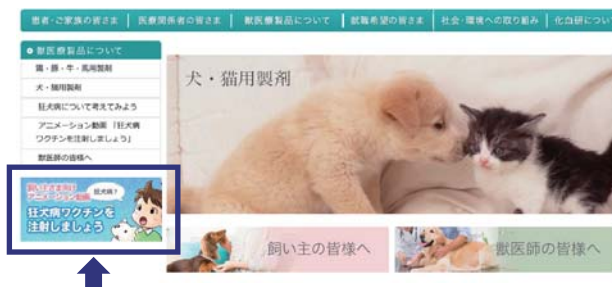 患者・ご家族の皆さま
医療関係者の皆さま
獣医療製品について
就職希望の皆さま
社会・環境への取り組み
化血研につい
獣医療製品について
鶏・豚・牛・馬用製剤
犬・猫用製剤
狂犬病について考えてみよう
アニメーション動画 「狂犬病
ワクチンを注射しましょう」
獣医師の皆様へ
飼い主さま向け
アニメーション動画
狂犬病?
狂犬病ワクチンを
注射しましょう
犬・猫用製剤
飼い主の皆様へ
獣医師の皆様へ